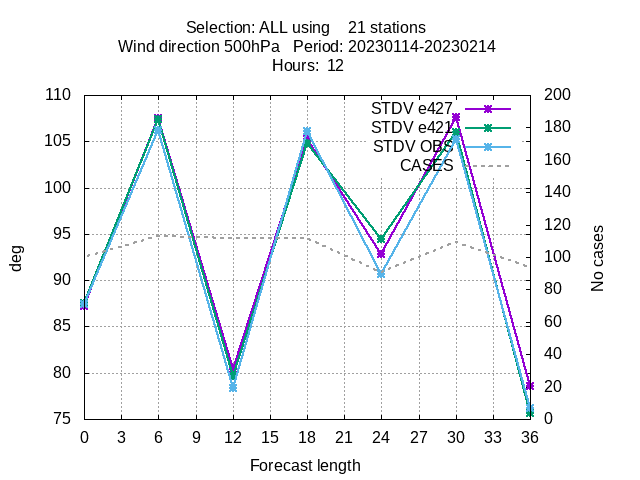 Selection: ALL using    21 stations
Wind direction 500hPa   Period: 20230114-20230214
Hours:  12
110
105
100
95
90
85
80
75
200
180
160
140
120
100
80
60
40
20
0
STDV e427
STDV e421
STDV OBS
CASES
deg
No cases
0 3 6 9 12 15 18 21 24 27 30 33 36
Forecast length